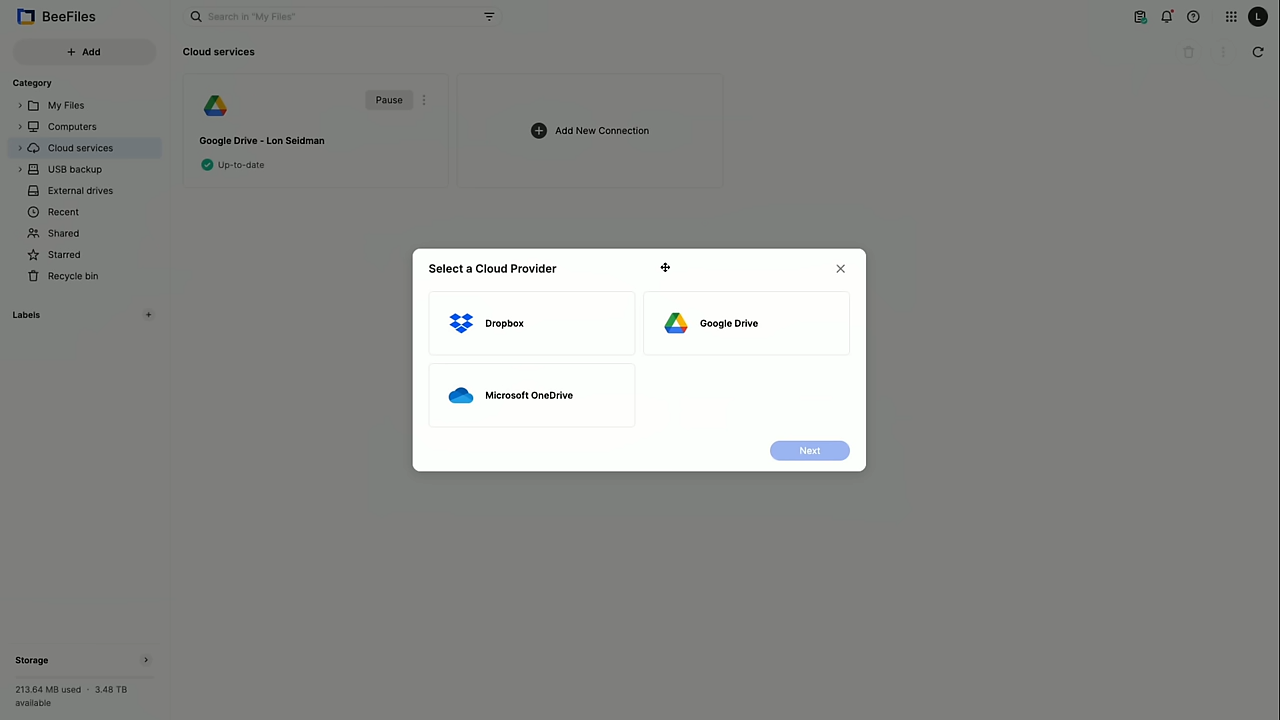 BeeFiles
Search in "My Files"
L
+ Add
Category
My Files
Computers
Cloud services
USB backup
External drives
Recent
Shared
Starred
Recycle bin
Labels
+
Storage
213.64 MB used · 3.48 TB
available
Cloud services
Pause
Google Drive - Lon Seidman
Up-to-date
Add New Connection
Select a Cloud Provider
Dropbox
Google Drive
Microsoft OneDrive
Next